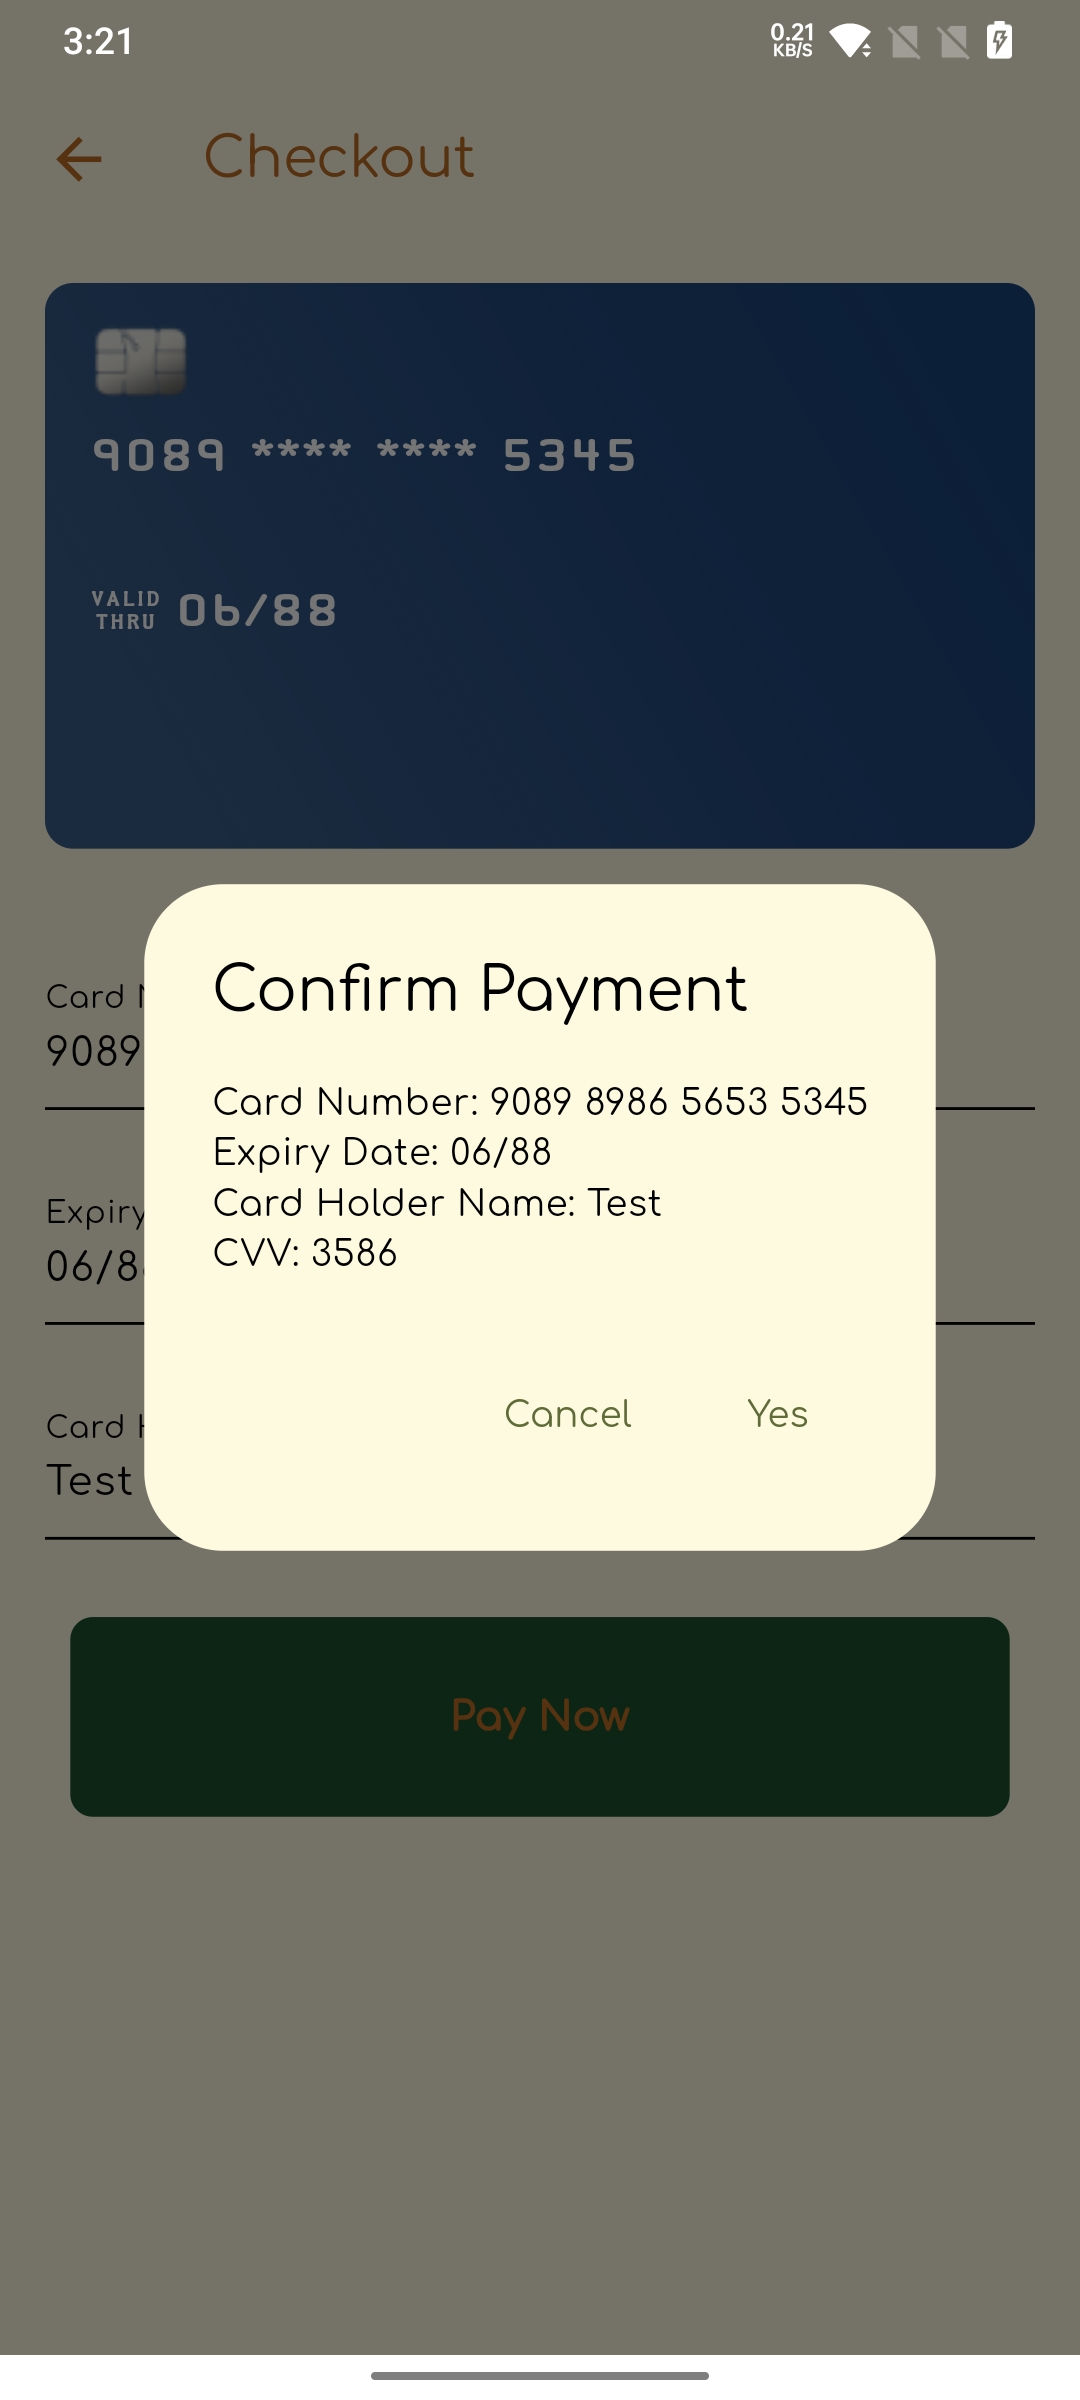 3:21
0.21
KB/S
Checkout
9089 **** **** 5345
VALID
THRU
06/88
Confirm Payment
Card Number: 9089 8986 5653 5345
Expiry Date: 06/88
Card Holder Name: Test
CVV: 3586
Cancel Yes
Card
9089
Expiry
Card
Test
Pay Now